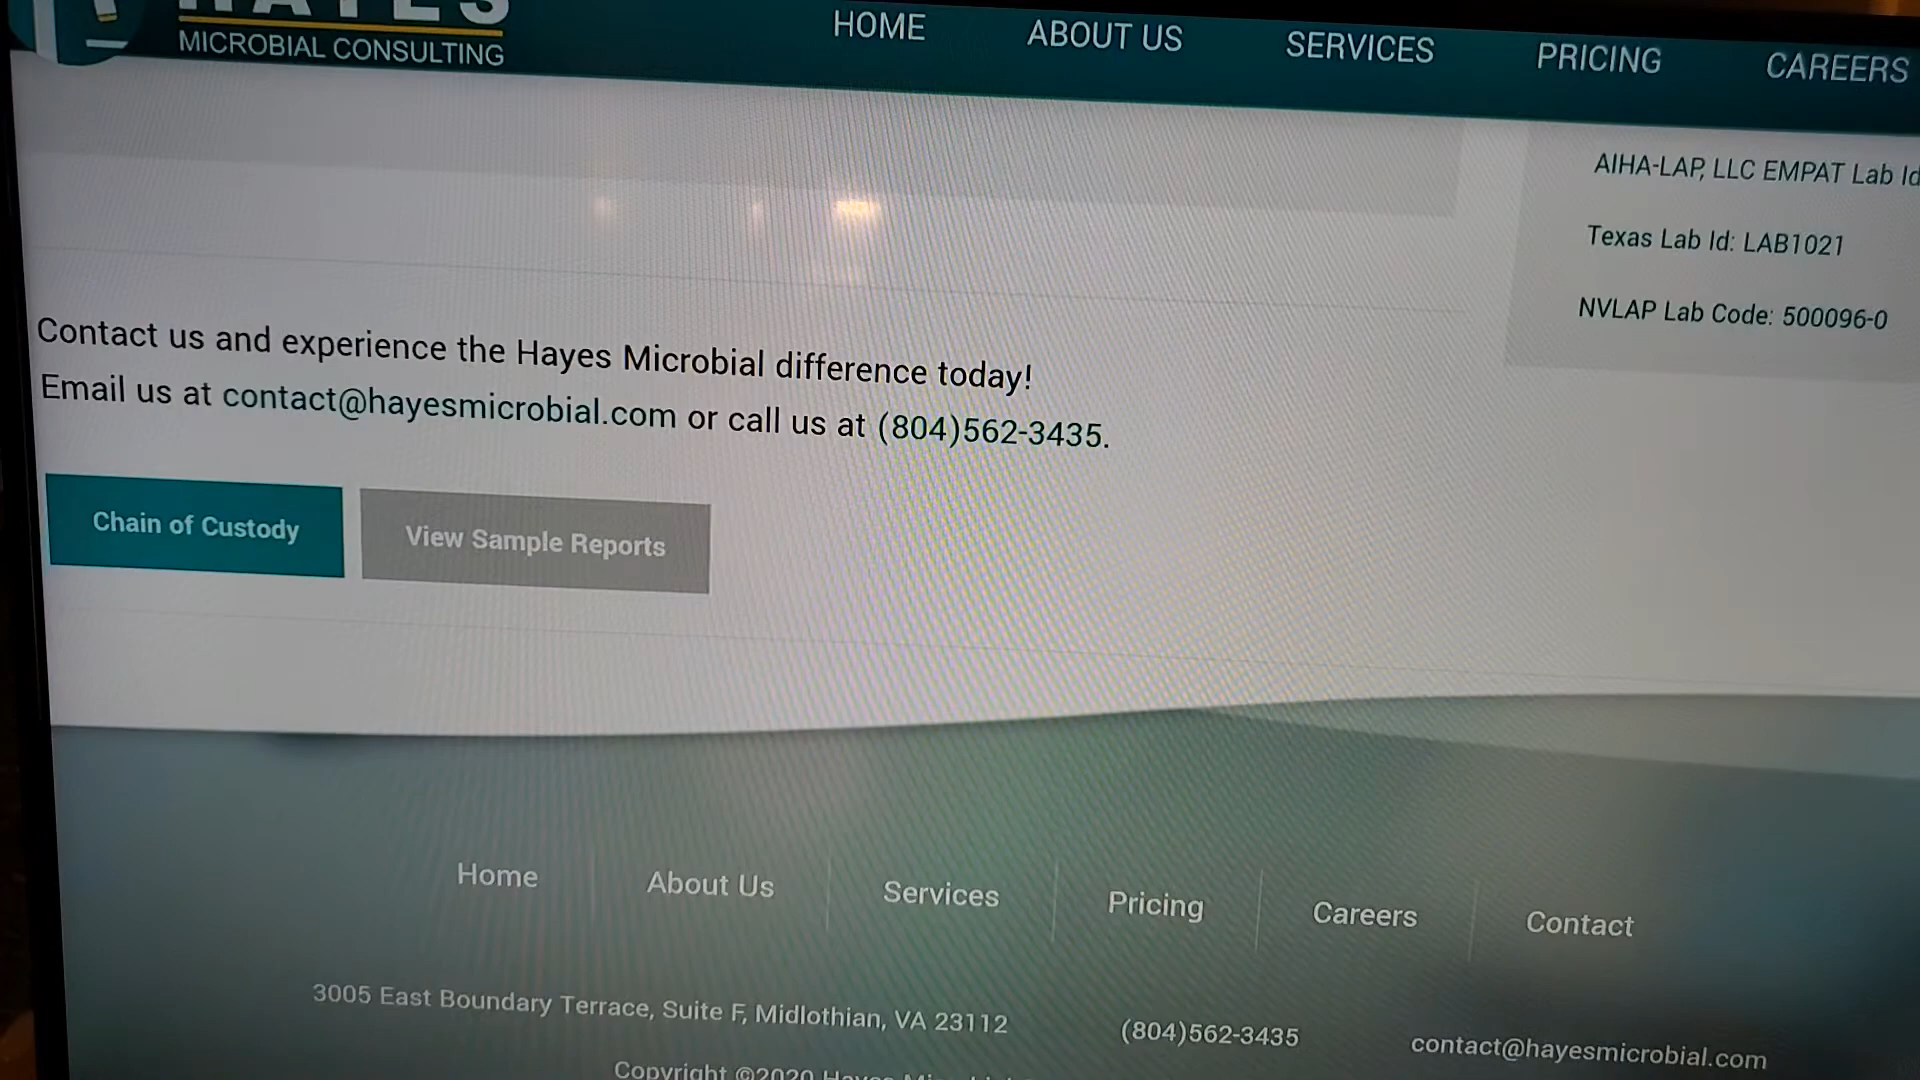 HAYES
MICROBIAL CONSULTING
HOME
ABOUT US
SERVICES
PRICING
CAREERS
AIHA-LAP, LLC EMPAT Lab Id
Texas Lab Id: LAB1021
NVLAP Lab Code: 500096-0
Contact us and experience the Hayes Microbial difference today!
Email us at contact@hayesmicrobial.com or call us at (804)562-3435.
Chain of Custody
View Sample Reports
Home
About Us
Services
Pricing
Careers
Contact
3005 East Boundary Terrace, Suite F, Midlothian, VA 23112
(804)562-3435
contact@hayesmicrobial.com
Copyright ©2020 Hayes